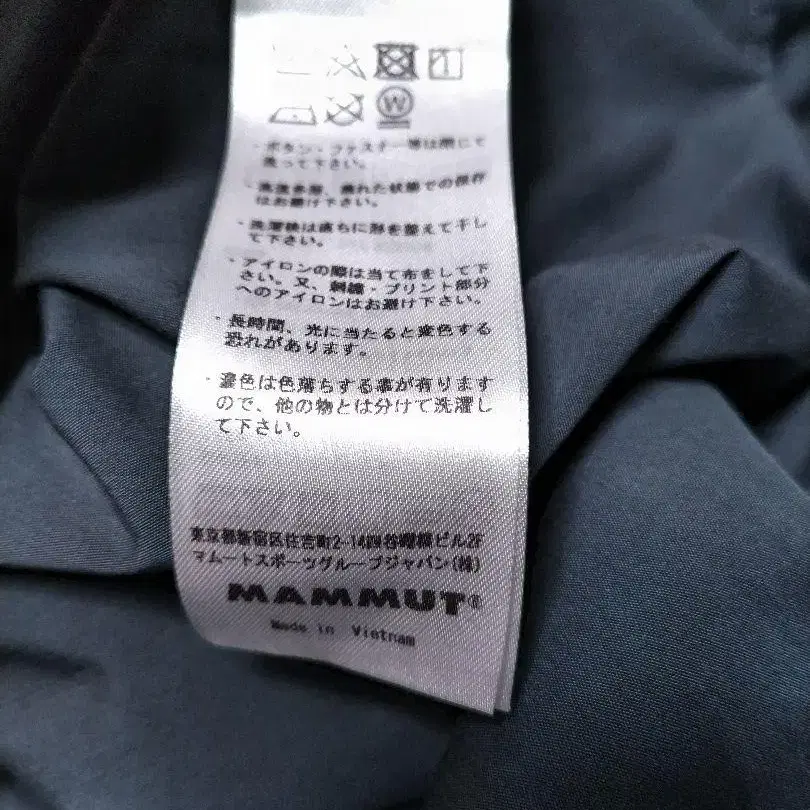 W
・ボタン・ファスナー等は閉じて
洗って下さい。
・高温多湿、濡れた状態での保存
はお避け下さい。
・洗濯後は直ちに形を整えて干し
て下さい。
・アイロンの際は当て布をして下
さい。又、刺繍・プリント部分
へのアイロンはお避け下さい。
・長時間、光に当たると変色する
恐れがあります。
・濃色は色落ちする事が有ります
ので、他の物とは分けて洗濯し
て下さい。
東京都新宿区住吉町2-14四谷曙橋ビル2F
マムートスポーツグループジャパン(株)
MAMMUT®
Made in Vietnam